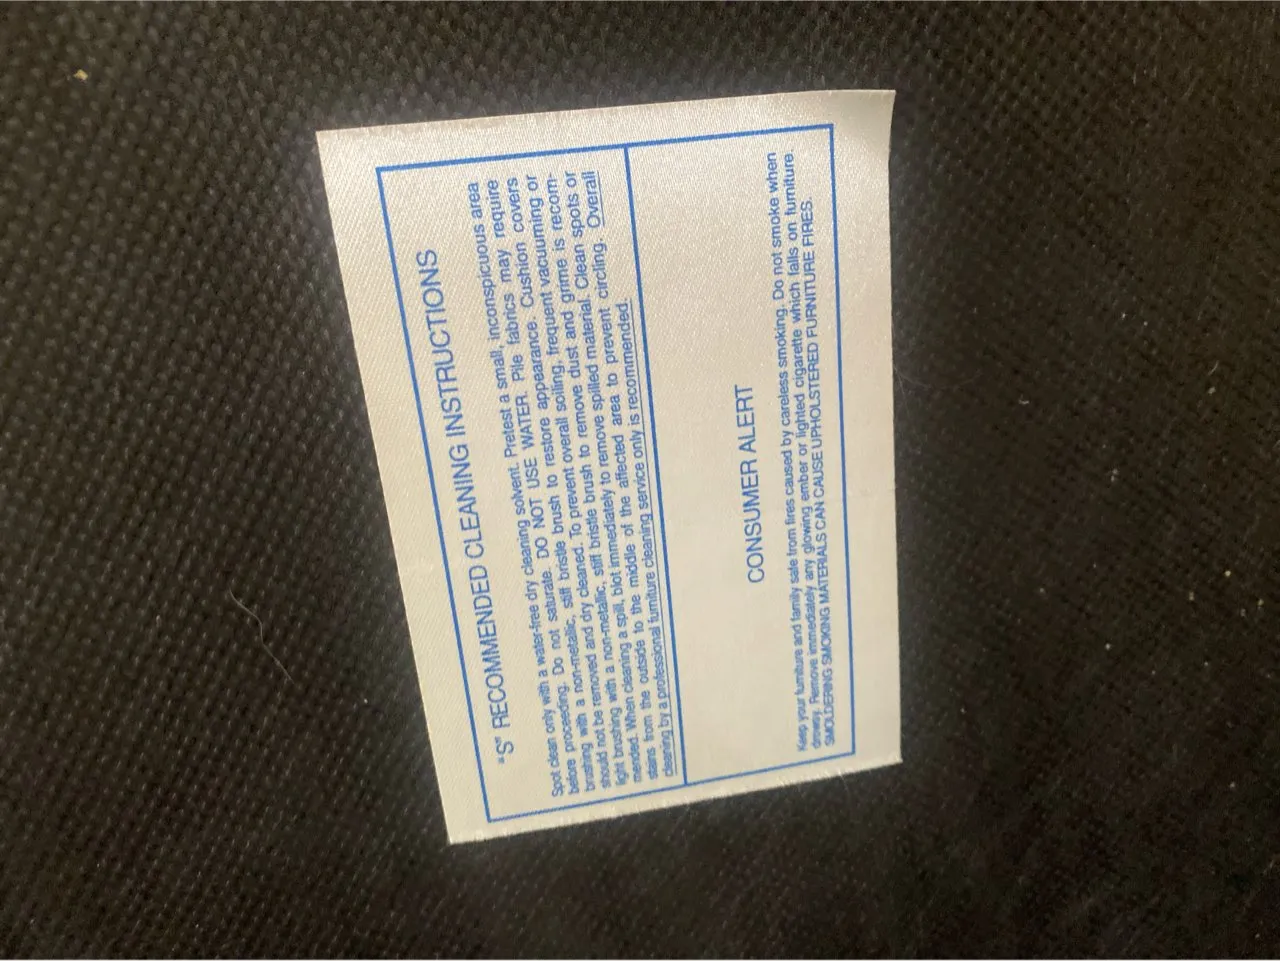 "S" RECOMMENDED CLEANING INSTRUCTIONS
Spot clean only with a water-free dry cleaning solvent. Pretest a small, inconspicuous area
before proceeding. Do not saturate. DO NOT USE WATER. Pile fabrics may require
brushing with a non-metallic, stiff bristle brush to restore appearance. Cushion covers
should not be removed and dry cleaned. To prevent overall soiling, frequent vacuuming or
light brushing with a non-metallic, stiff bristle brush to remove dust and grime is recom-
mended. When cleaning a spill, blot immediately to remove spilled material. Clean spots or
stains from the outside to the middle of the affected area to prevent circling. Overall
cleaning by a professional furniture cleaning service only is recommended.
CONSUMER ALERT
Keep your furniture and family safe from fires caused by careless smoking. Do not smoke when
drowsy. Remove immediately any glowing ember or lighted cigarette which falls on furniture.
SMOLDERING SMOKING MATERIALS CAN CAUSE UPHOLSTERED FURNITURE FIRES.